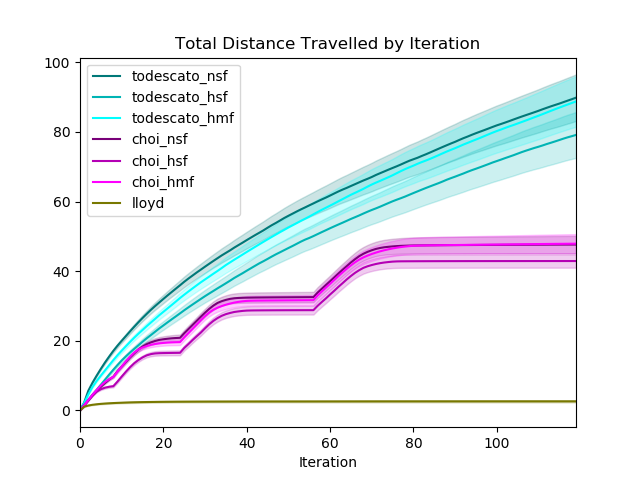 Total Distance Travelled by Iteration
100
80
60
40
20
0
todescato_nsf
todescato_hsf
todescato_hmf
choi_nsf
choi_hsf
choi_hmf
lloyd
0 20 40 60 80 100
Iteration